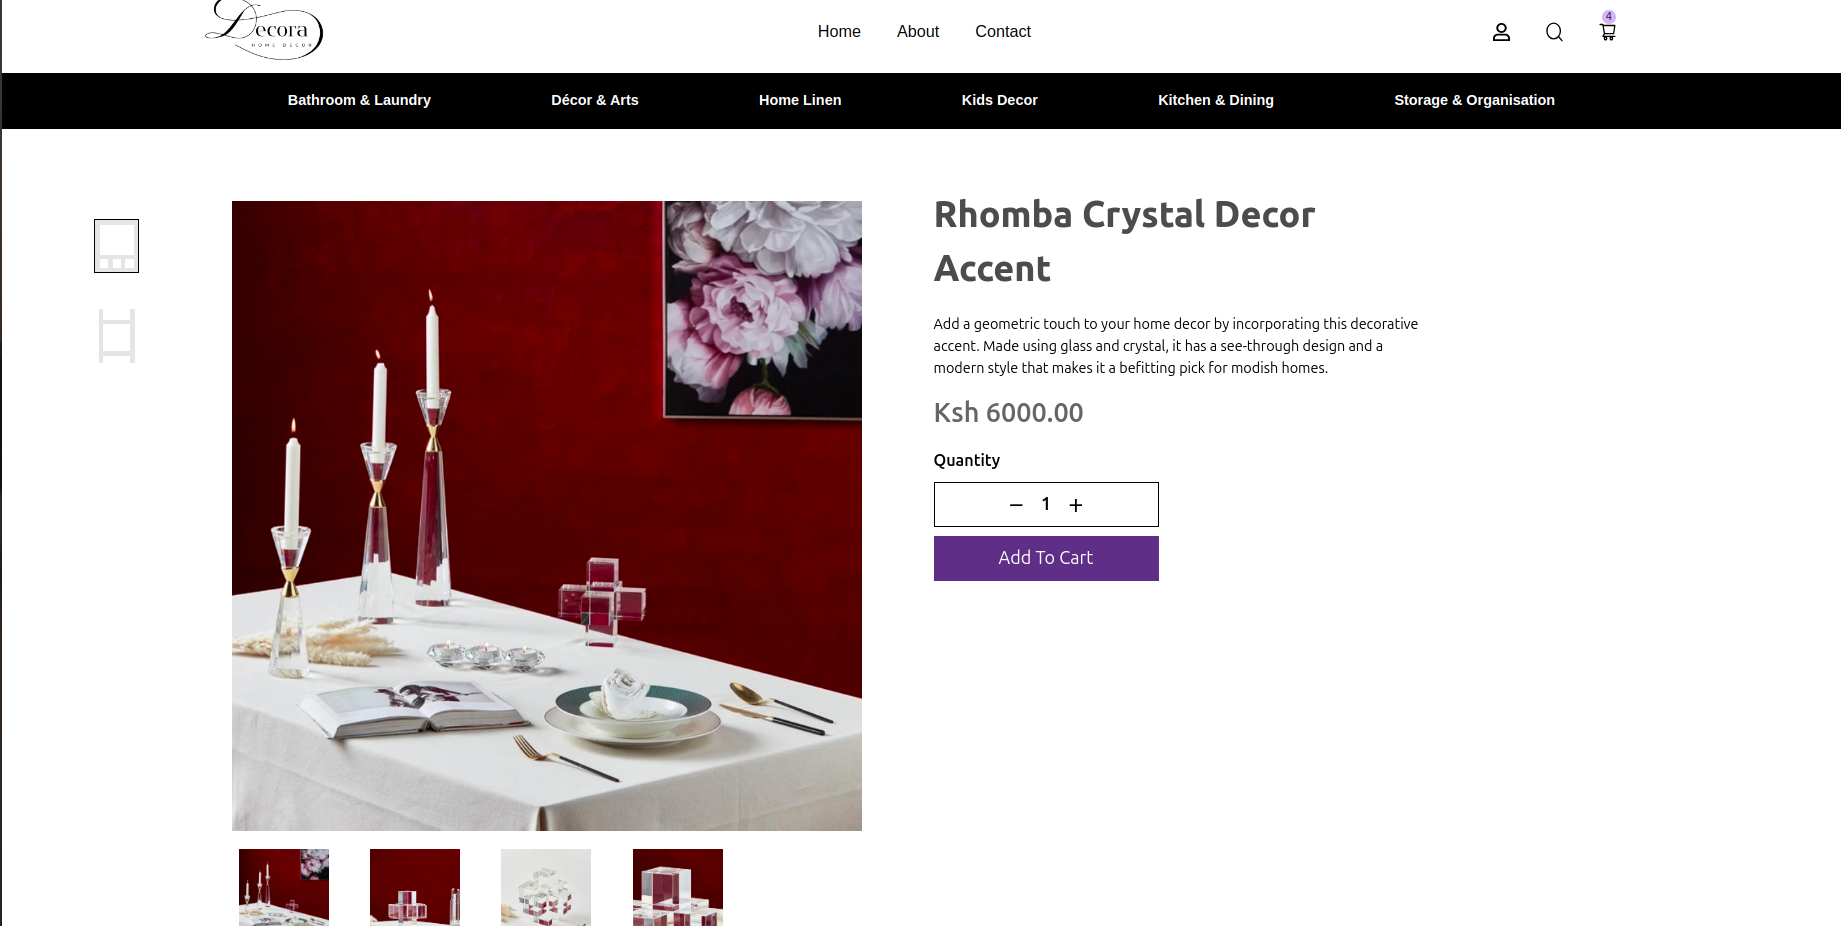 Decora
HOME DECOR
Home
About
Contact
4
Bathroom & Laundry
Décor & Arts
Home Linen
Kids Decor
Kitchen & Dining
Storage & Organisation
Rhomba Crystal Decor
Accent
Add a geometric touch to your home decor by incorporating this decorative
accent. Made using glass and crystal, it has a see-through design and a
modern style that makes it a befitting pick for modish homes.
Ksh 6000.00
Quantity
− 1 +
Add To Cart